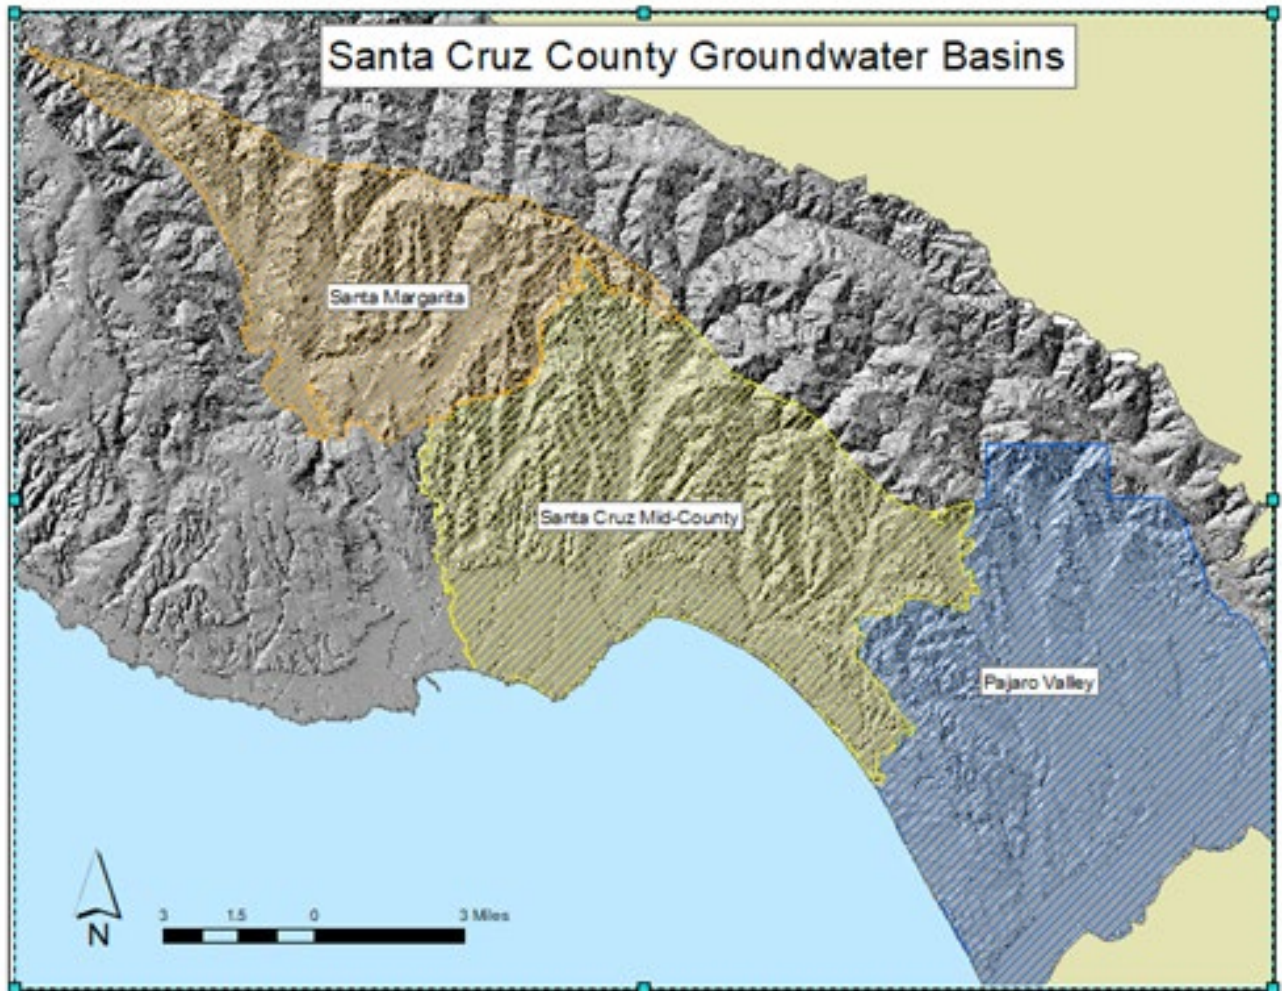 Santa Cruz County Groundwater Basins
Santa Margarita
Santa Cruz Mid-County
Pajaro Valley
N
3 1.5 0 3 Miles